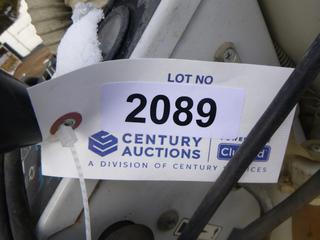 LOT NO
2089
CENTURY
AUCTIONS
A DIVISION OF CENTURY